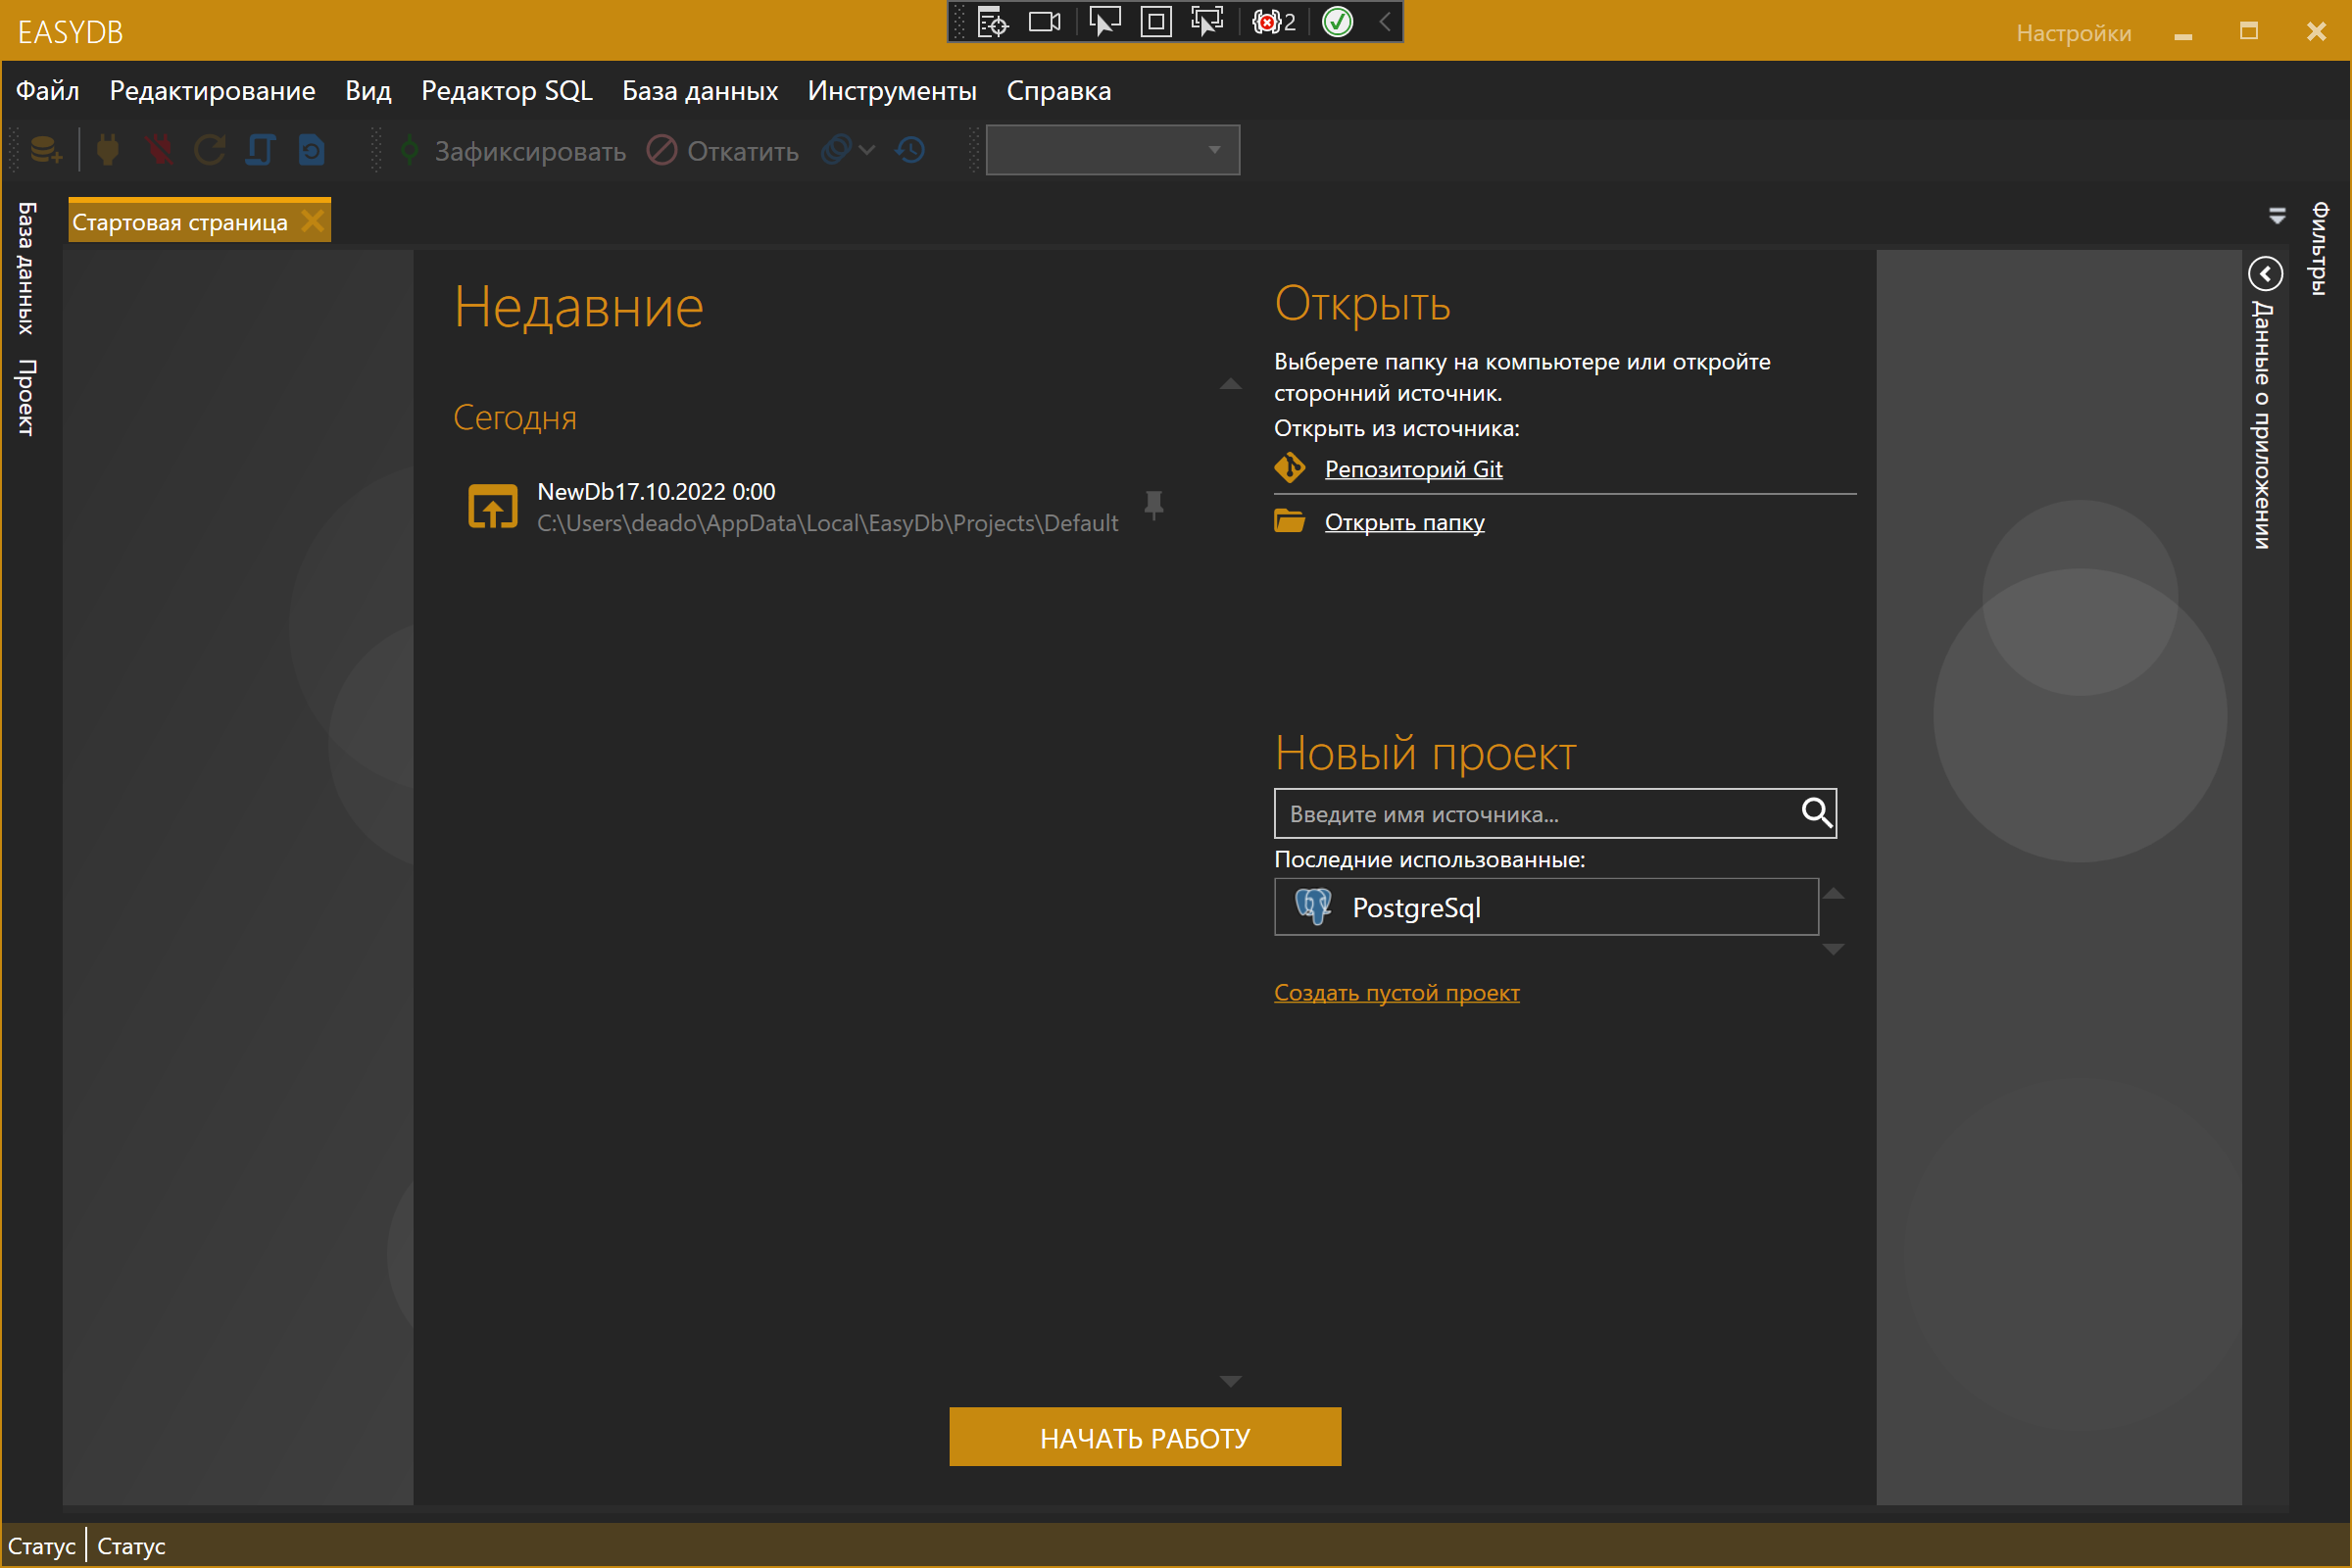 EASYDB
2
Настройки
Файл Редактирование Вид Редактор SQL База данных Инструменты Справка
Зафиксировать Откатить
База данных
Проект
Стартовая страница
Недавние
Сегодня
NewDb17.10.2022 0:00
C:\Users\deado\AppData\Local\EasyDb\Projects\Default
Открыть
Выберете папку на компьютере или откройте
сторонний источник.
Открыть из источника:
Репозиторий Git
Открыть папку
Новый проект
Введите имя источника...
Последние использованные:
PostgreSql
Создать пустой проект
НАЧАТЬ РАБОТУ
Данные о приложении
Фильтры
Статус Статус